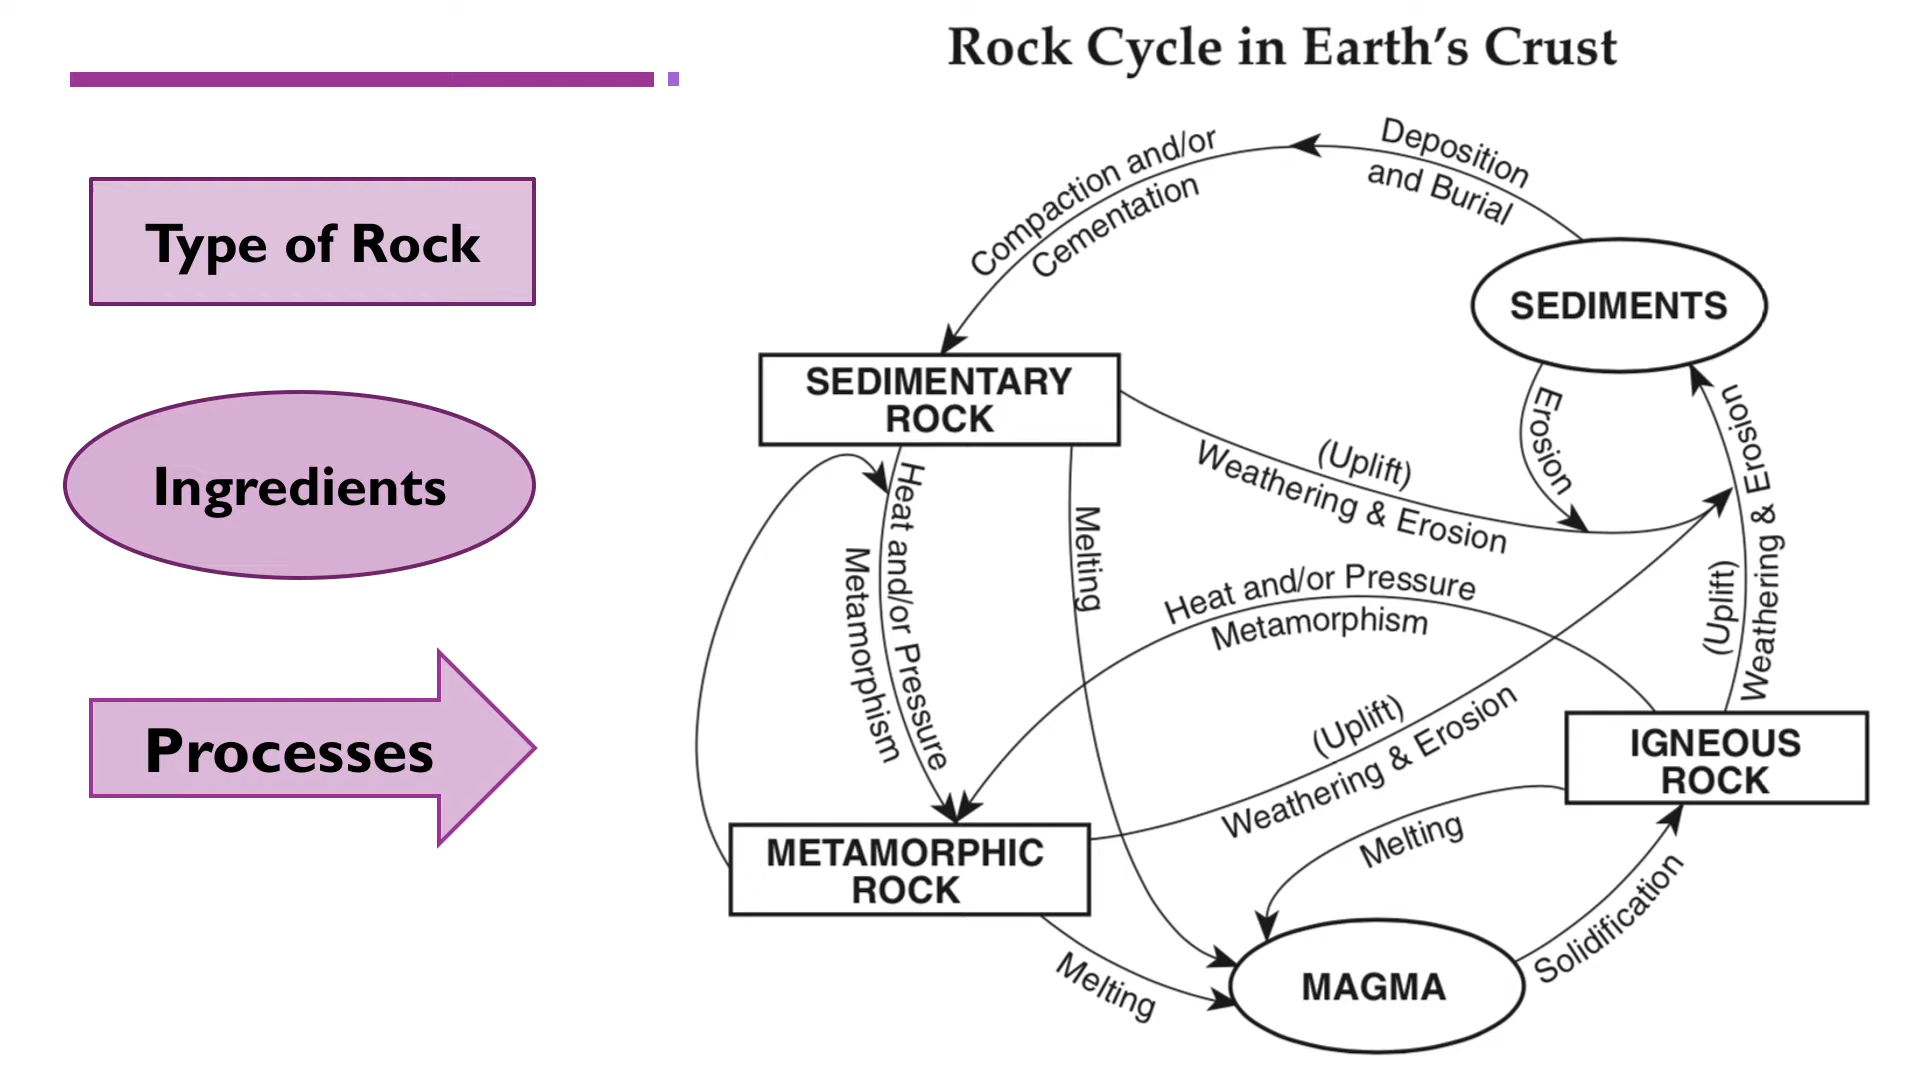 Rock Cycle in Earth's Crust
Type of Rock
Ingredients
Processes
Deposition
and Burial
Compaction and/or
Cementation
SEDIMENTS
SEDIMENTARY
ROCK
Erosion
(Uplift)
Weathering & Erosion
(Uplift)
Weathering & Erosion
Heat and/or Pressure
Metamorphism
Melting
Heat and/or Pressure
Metamorphism
(Uplift)
Weathering & Erosion
IGNEOUS
ROCK
METAMORPHIC
ROCK
Melting
Solidification
Melting
MAGMA